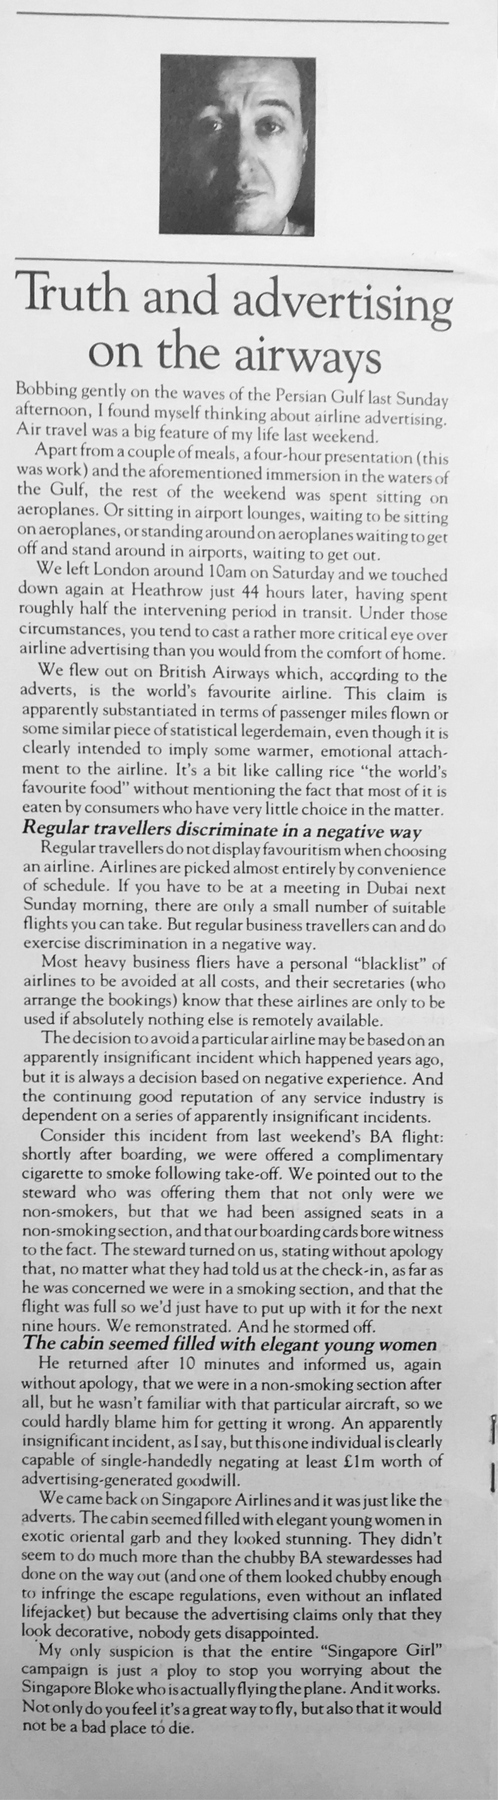 Truth and advertising
on the airways
Bobbing gently on the waves of the Persian Gulf last Sunday
afternoon, I found myself thinking about airline advertising.
Air travel was a big feature of my life last weekend.
Apart from a couple of meals, a four-hour presentation (this
was work) and the aforementioned immersion in the waters of
the Gulf, the rest of the weekend was spent sitting on
aeroplanes. Or sitting in airport lounges, waiting to be sitting
on aeroplanes, or standing around on aeroplanes waiting to get
off and stand around in airports, waiting to get out.
We left London around 10am on Saturday and we touched
down again at Heathrow just 44 hours later, having spent
roughly half the intervening period in transit. Under those
circumstances, you tend to cast a rather more critical eye over
airline advertising than you would from the comfort of home.
We flew out on British Airways which, according to the
adverts, is the world's favourite airline. This claim is
apparently substantiated in terms of passenger miles flown or
some similar piece of statistical legerdemain, even though it is
clearly intended to imply some warmer, emotional attach-
ment to the airline. It's a bit like calling rice "the world's
favourite food" without mentioning the fact that most of it is
eaten by consumers who have very little choice in the matter.
Regular travellers discriminate in a negative way
Regular travellers do not display favouritism when choosing
an airline. Airlines are picked almost entirely by convenience
of schedule. If you have to be at a meeting in Dubai next
Sunday morning, there are only a small number of suitable
flights you can take. But regular business travellers can and do
exercise discrimination in a negative way.
Most heavy business fliers have a personal "blacklist" of
airlines to be avoided at all costs, and their secretaries (who
arrange the bookings) know that these airlines are only to be
used if absolutely nothing else is remotely available.
The decision to avoid a particular airline may be based on an
apparently insignificant incident which happened years ago,
but it is always a decision based on negative experience. And
the continuing good reputation of any service industry is
dependent on a series of apparently insignificant incidents.
Consider this incident from last weekend's BA flight:
shortly after boarding, we were offered a complimentary
cigarette to smoke following take-off. We pointed out to the
steward who was offering them that not only were we
non-smokers, but that we had been assigned seats in a
non-smoking section, and that our boarding cards bore witness
to the fact. The steward turned on us, stating without apology
that, no matter what they had told us at the check-in, as far as
he was concerned we were in a smoking section, and that the
flight was full so we'd just have to put up with it for the next
nine hours. We remonstrated. And he stormed off.
The cabin seemed filled with elegant young women
He returned after 10 minutes and informed us, again
without apology, that we were in a non-smoking section after
all, but he wasn't familiar with that particular aircraft, so we
could hardly blame him for getting it wrong. An apparently
insignificant incident, as I say, but this one individual is clearly
capable of single-handedly negating at least £1m worth of
advertising-generated goodwill.
We came back on Singapore Airlines and it was just like the
adverts. The cabin seemed filled with elegant young women in
exotic oriental garb and they looked stunning. They didn't
seem to do much more than the chubby BA stewardesses had
done on the way out (and one of them looked chubby enough
to infringe the escape regulations, even without an inflated
lifejacket) but because the advertising claims only that they
look decorative, nobody gets disappointed.
My only suspicion is that the entire "Singapore Girl"
campaign is just a ploy to stop you worrying about the
Singapore Bloke who is actually flying the plane. And it works.
Not only do you feel it's a great way to fly, but also that it would
not be a bad place to die.